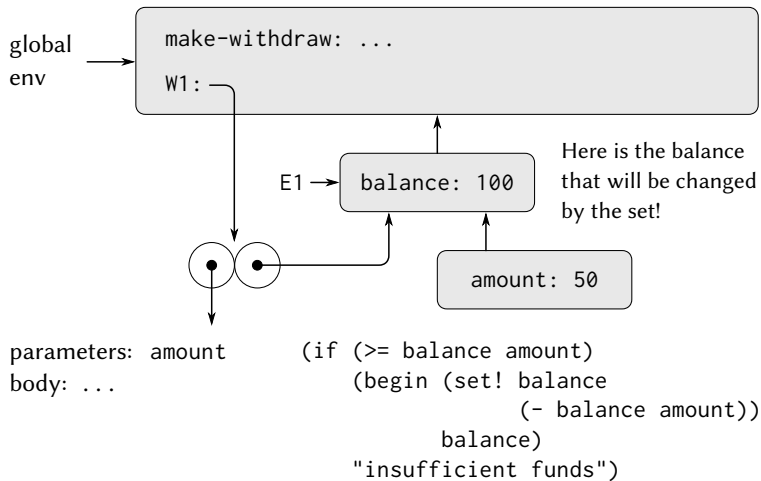 global
env
make-withdraw: ...
W1:
E1
balance: 100
Here is the balance
that will be changed
by the set!
amount: 50
parameters: amount
body: ...
(if (>= balance amount)
    (begin (set! balance
                 (- balance amount))
           balance)
    "insufficient funds")